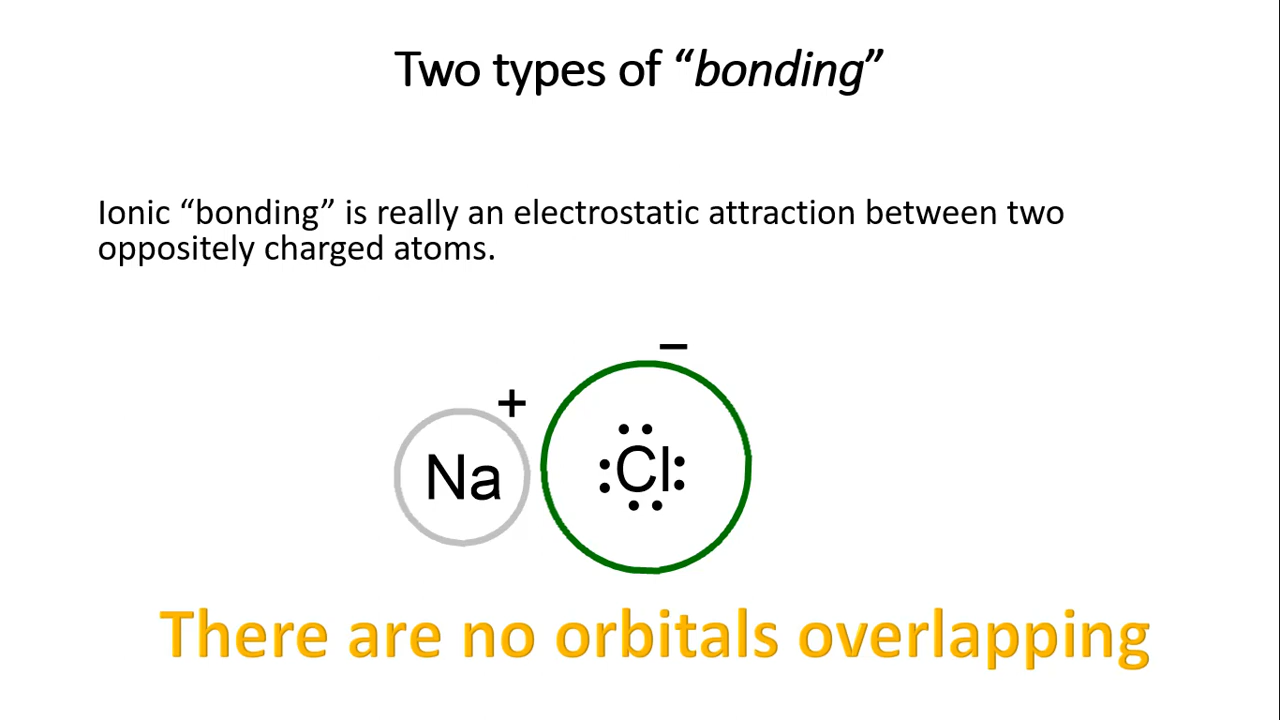 Two types of “bonding”
Ionic “bonding” is really an electrostatic attraction between two
oppositely charged atoms.
−
+
Na
:Cl:
There are no orbitals overlapping